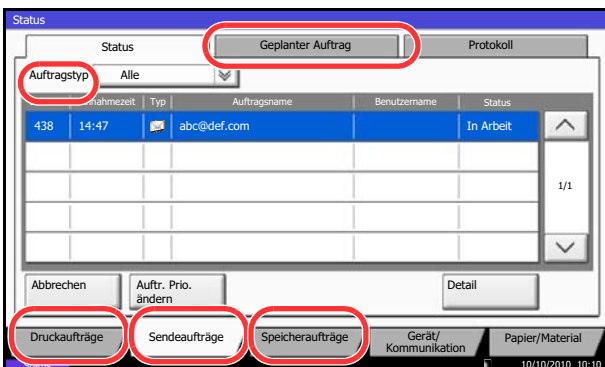 Status
Status Geplanter Auftrag Protokoll
Auftragstyp Alle
Typ Auftragsname Benutzername Status
438 14:47 abc@def.com In Arbeit
1/1
Abbrechen Auftr. Prio. ändern Detail
Druckaufträge Sendeaufträge Speicheraufträge Gerät/ Kommunikation Papier/Material
10/10/2010 10:10